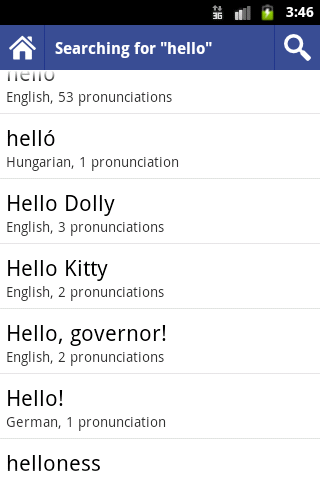 3G
3:46
Searching for "hello"
hello
English, 53 pronunciations
helló
Hungarian, 1 pronunciation
Hello Dolly
English, 3 pronunciations
Hello Kitty
English, 2 pronunciations
Hello, governor!
English, 2 pronunciations
Hello!
German, 1 pronunciation
helloness